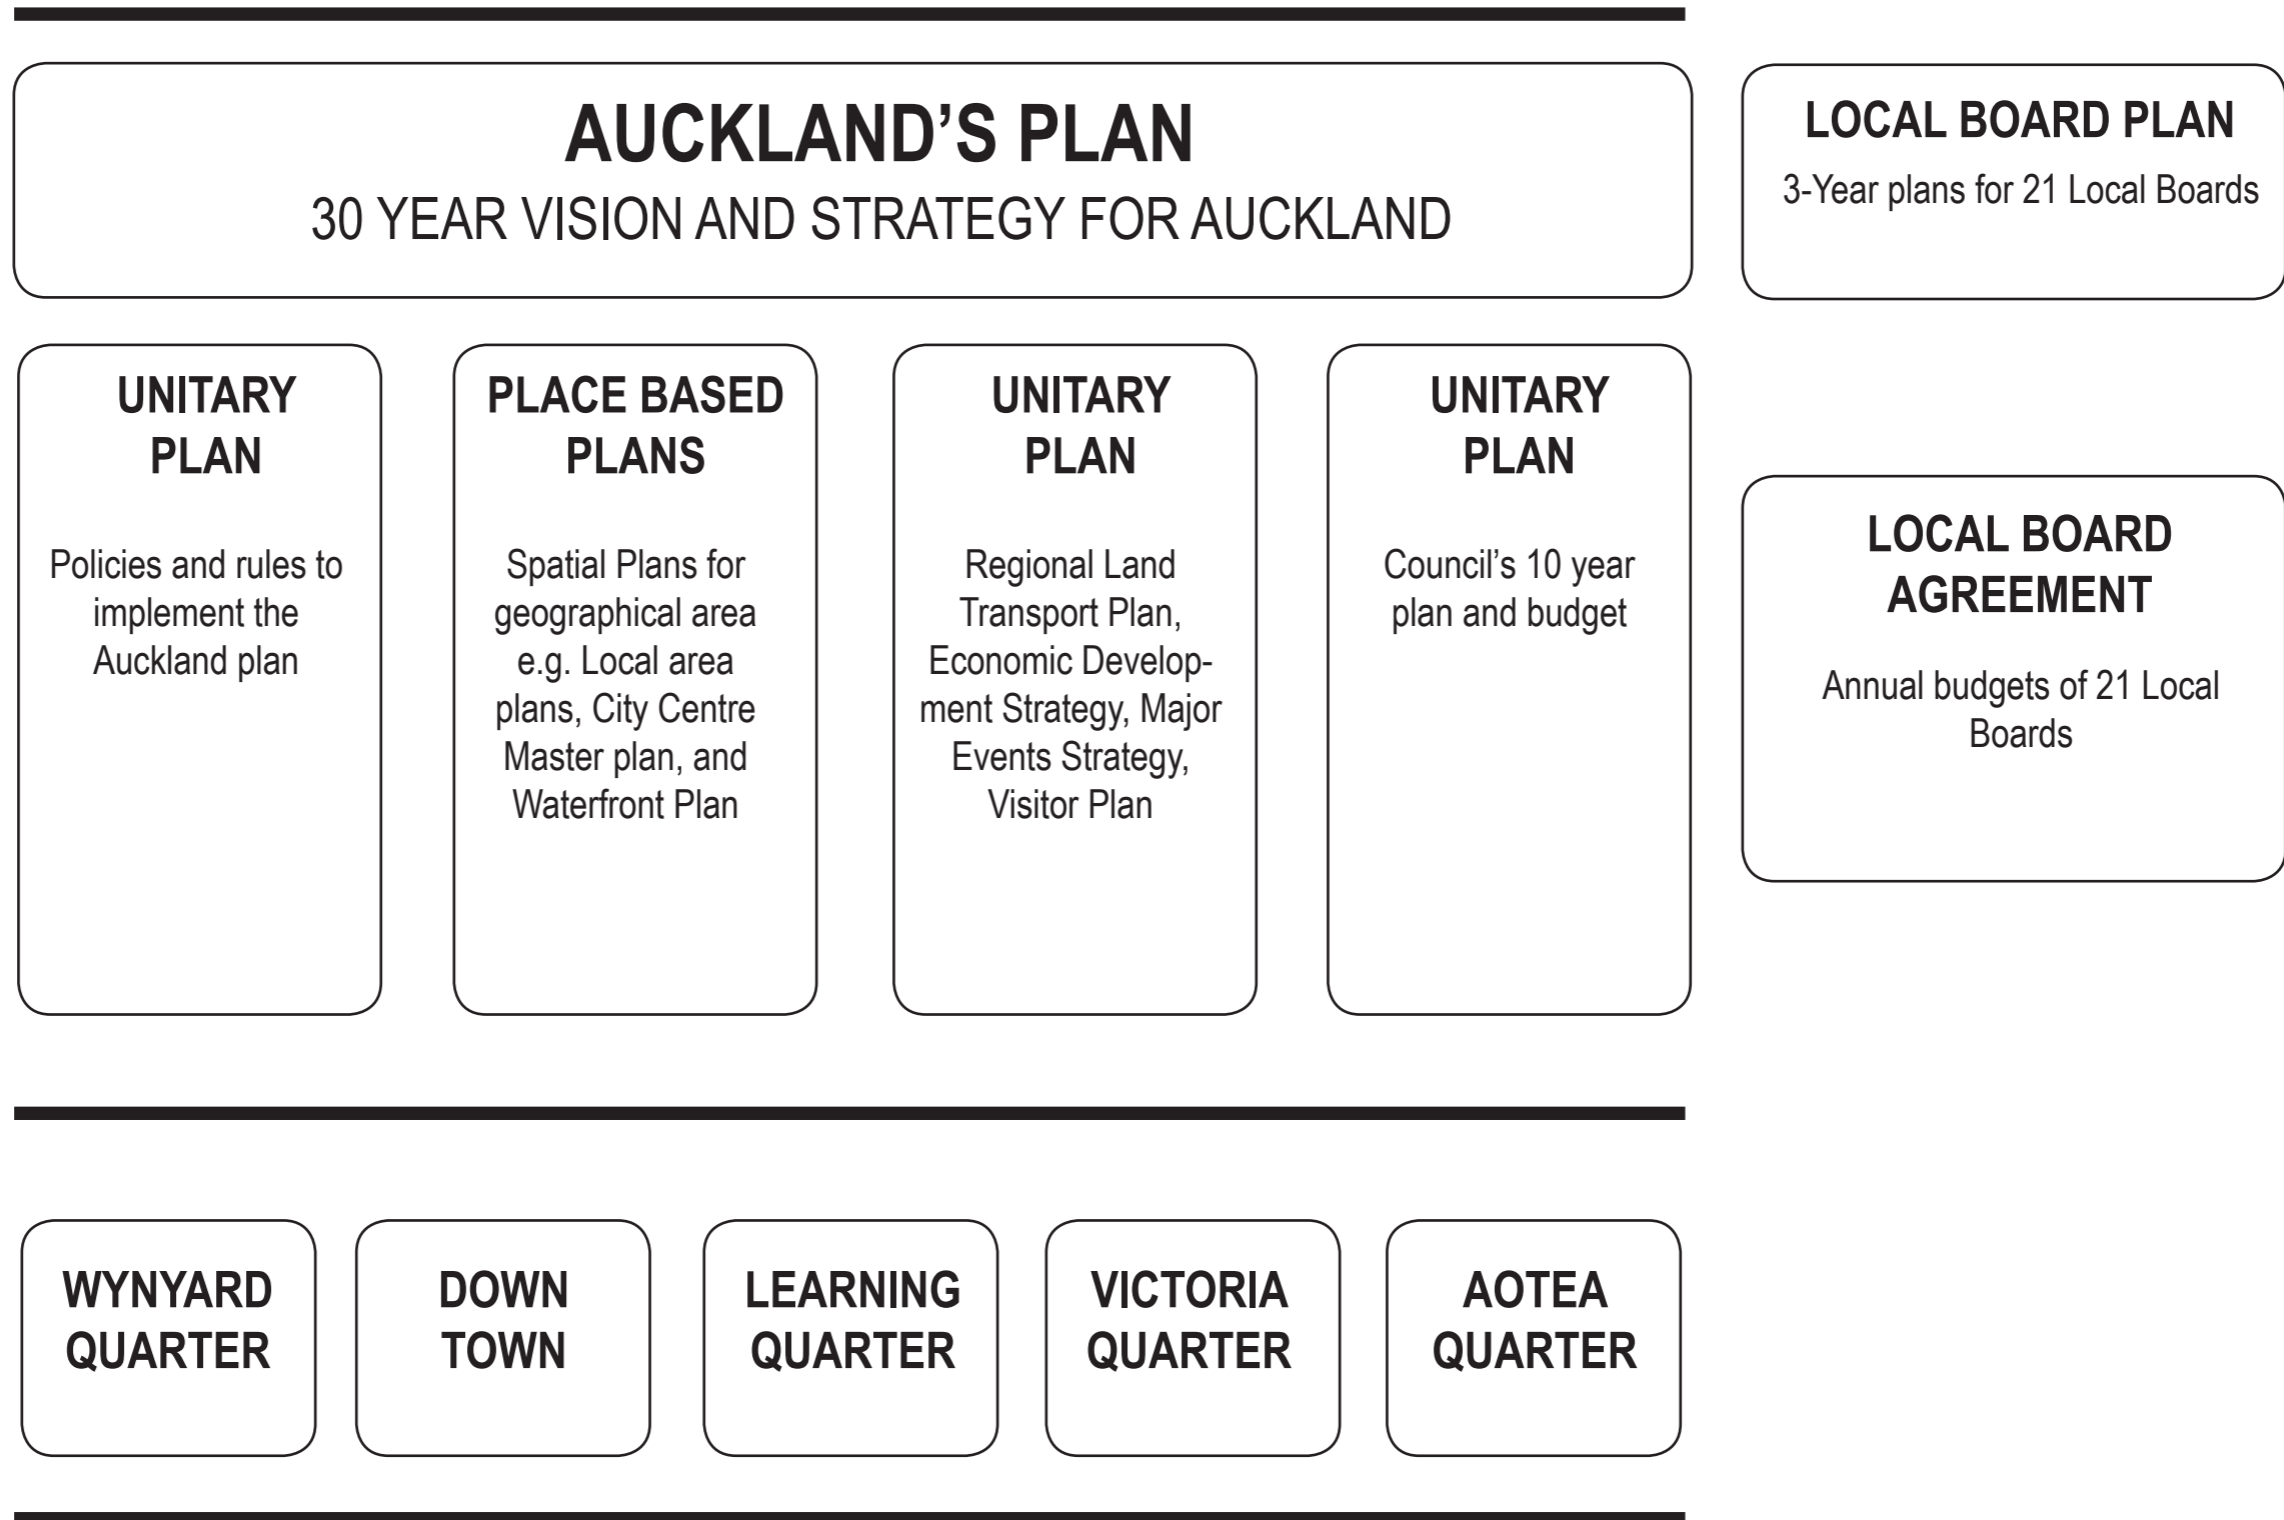 AUCKLAND’S PLAN
30 YEAR VISION AND STRATEGY FOR AUCKLAND
LOCAL BOARD PLAN
3-Year plans for 21 Local Boards
UNITARY
PLAN
Policies and rules to
implement the
Auckland plan
PLACE BASED
PLANS
Spatial Plans for
geographical area
e.g. Local area
plans, City Centre
Master plan, and
Waterfront Plan
UNITARY
PLAN
Regional Land
Transport Plan,
Economic Develop-
ment Strategy, Major
Events Strategy,
Visitor Plan
UNITARY
PLAN
Council’s 10 year
plan and budget
LOCAL BOARD
AGREEMENT
Annual budgets of 21 Local
Boards
WYNYARD
QUARTER
DOWN
TOWN
LEARNING
QUARTER
VICTORIA
QUARTER
AOTEA
QUARTER